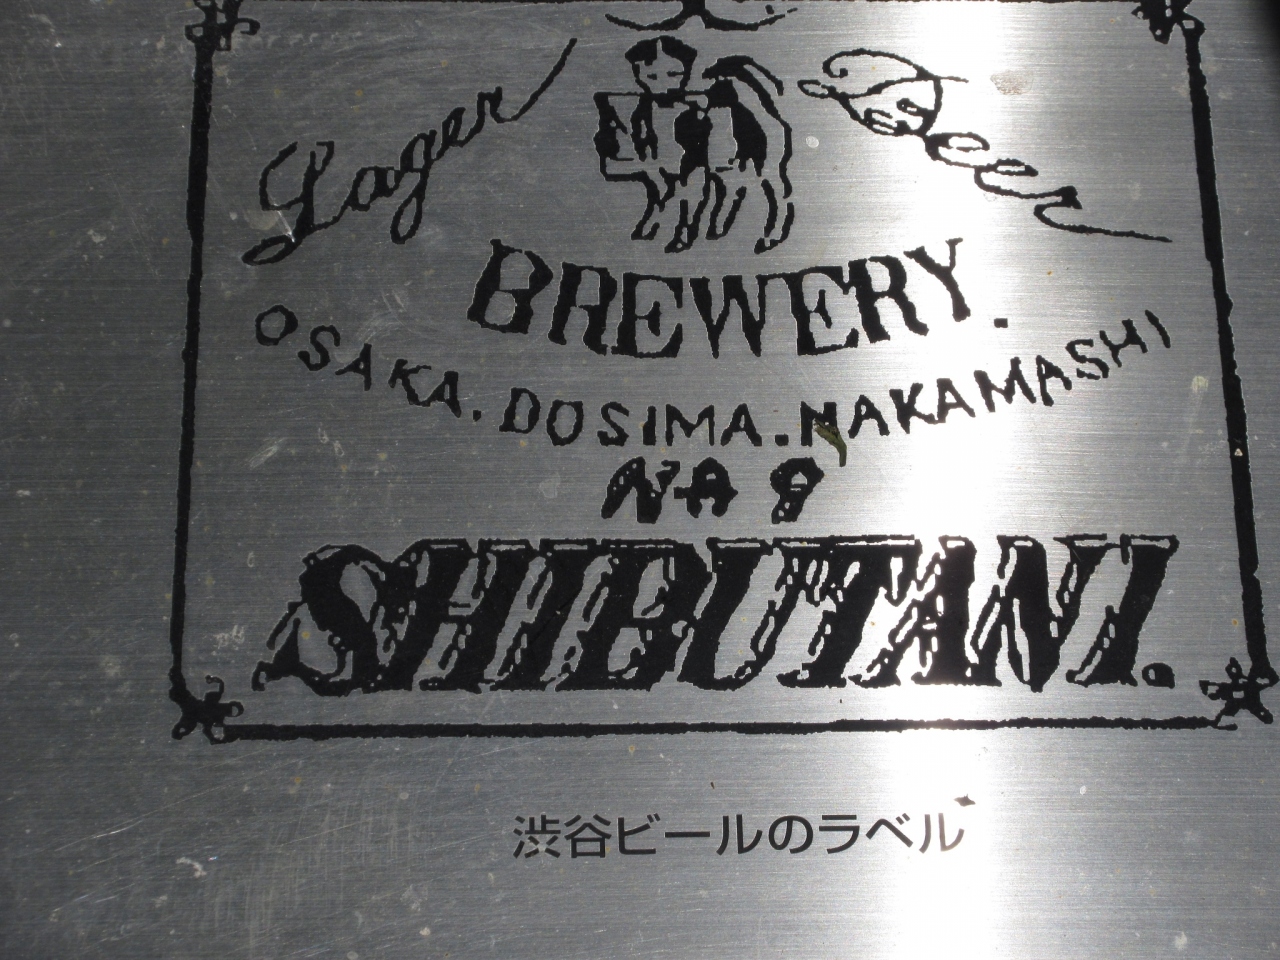 Lager Beer
BREWERY.
OSAKA. DOSIMA. NAKAMASHI
NA 9
SHIBUTANI.
渋谷ビールのラベル